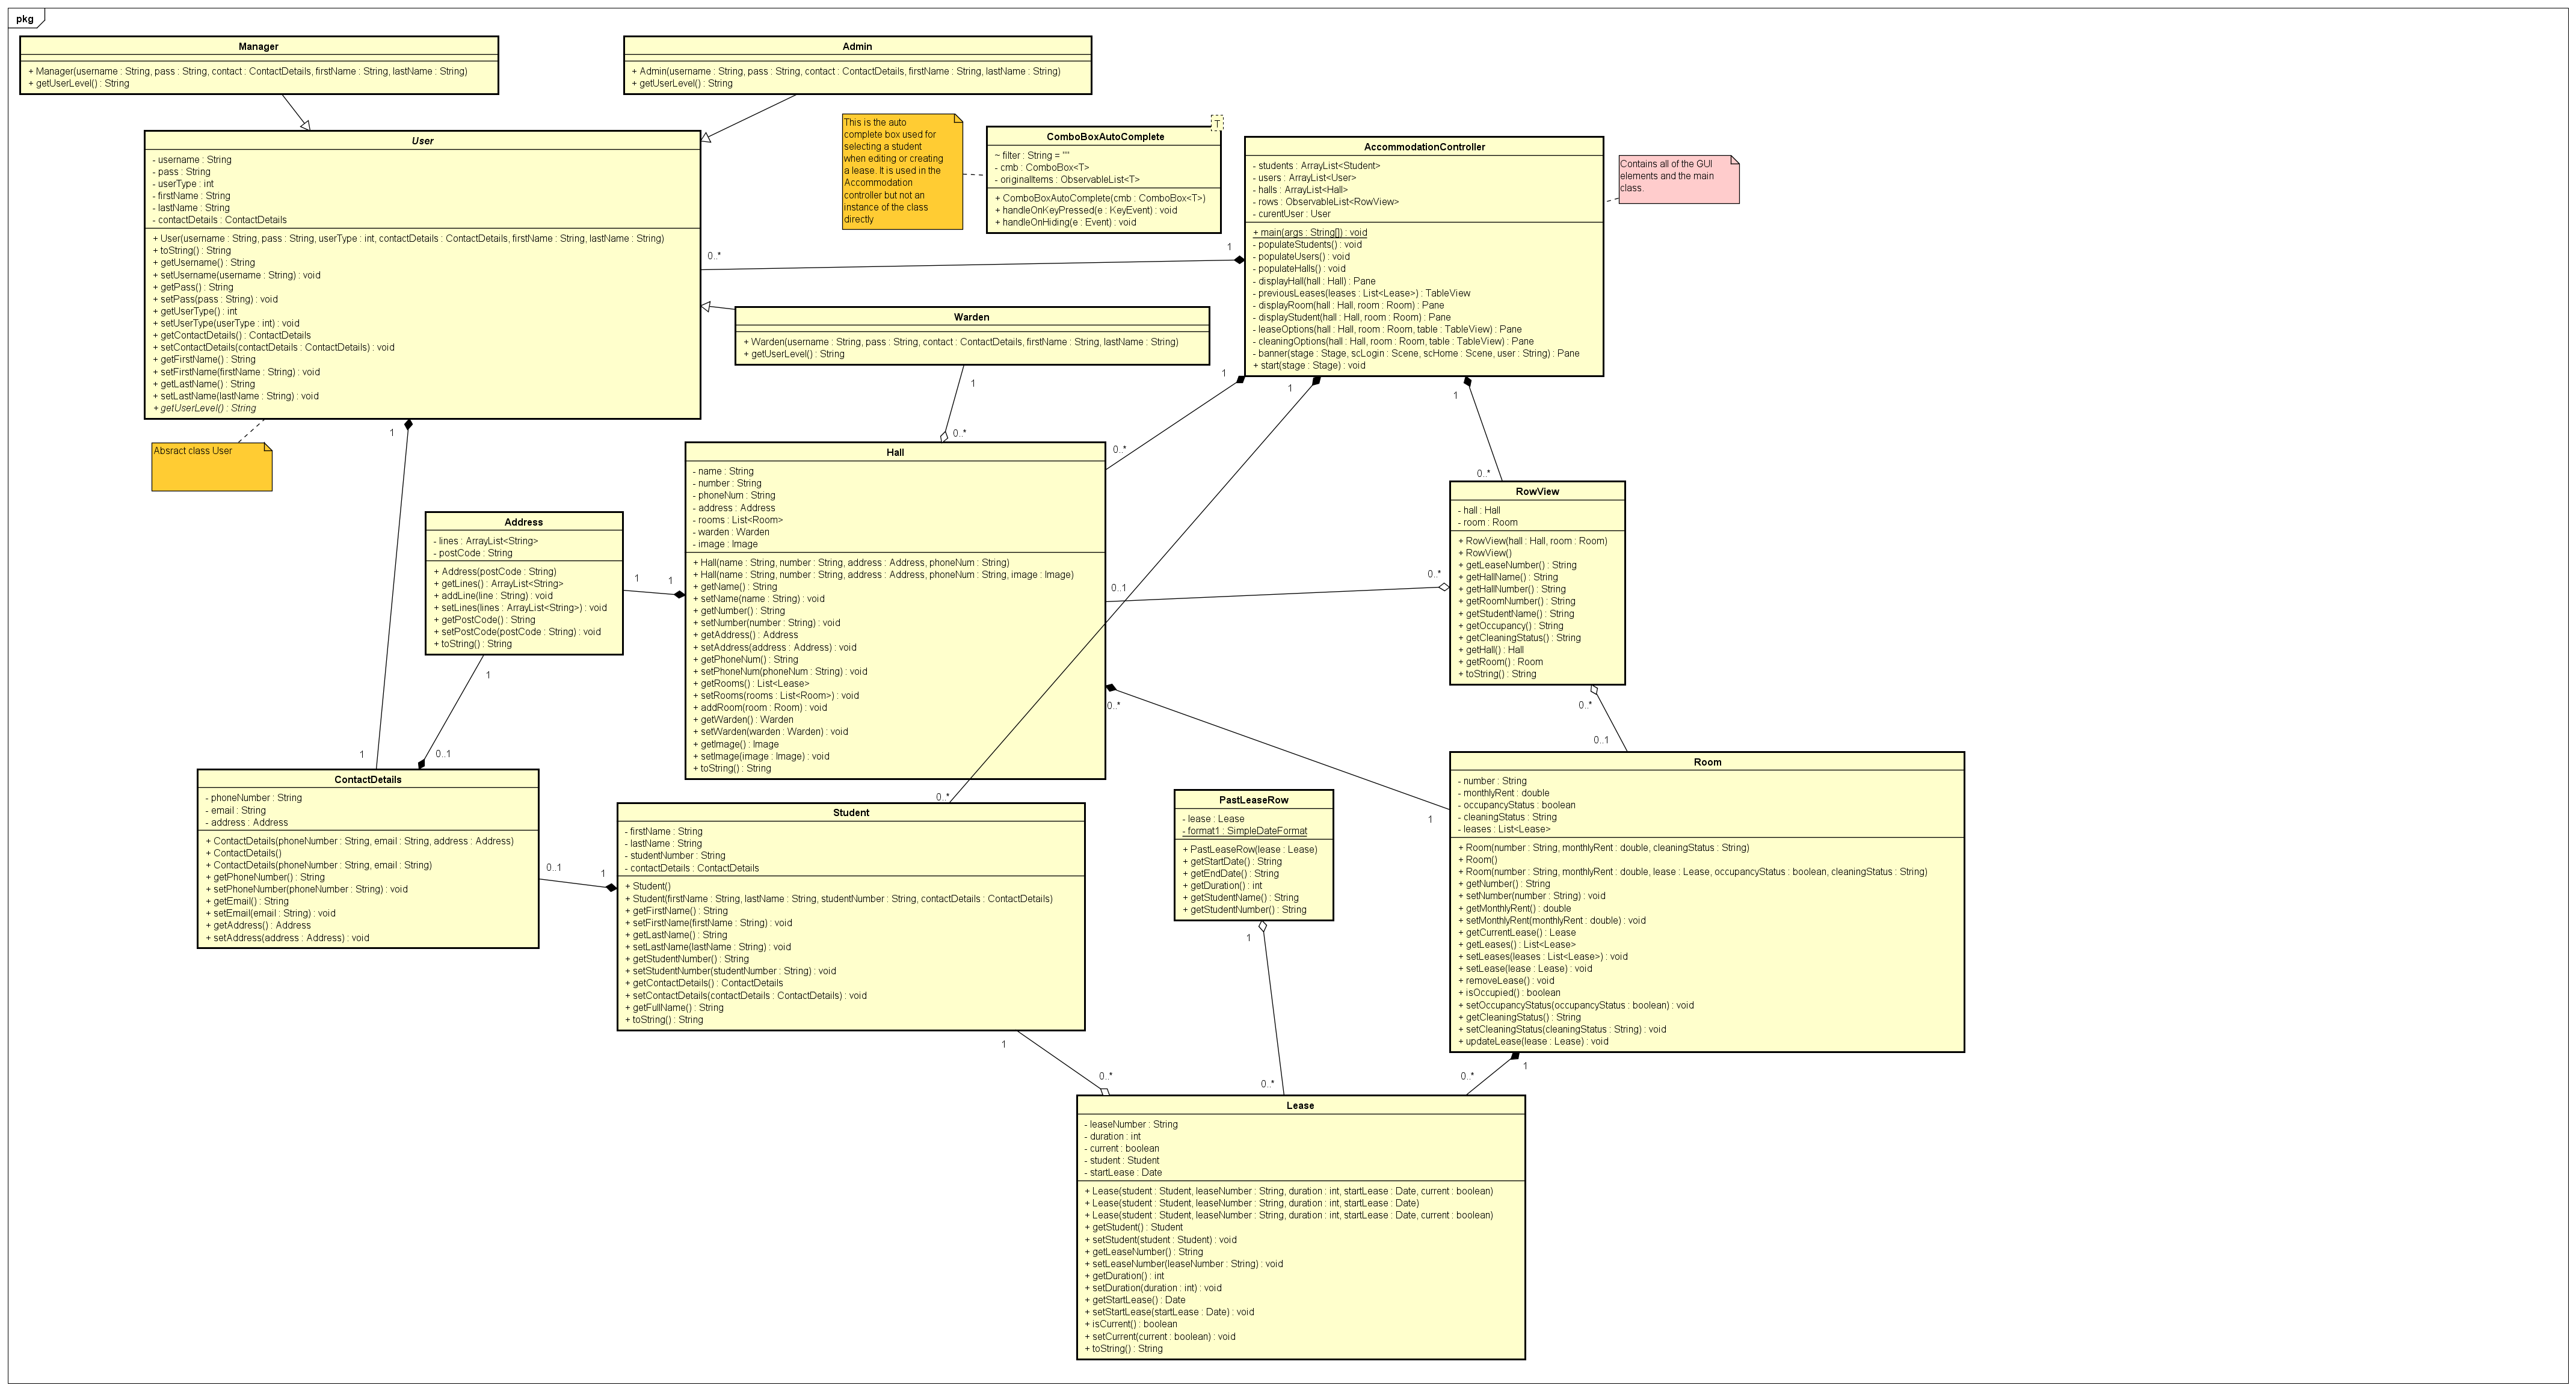 pkg
Manager
+ Manager(username : String, pass : String, contact : ContactDetails, firstName : String, lastName : String)
+ getUserLevel() : String
Admin
+ Admin(username : String, pass : String, contact : ContactDetails, firstName : String, lastName : String)
+ getUserLevel() : String
User
- username : String
- pass : String
- userType : int
- firstName : String
- lastName : String
- contactDetails : ContactDetails
+ User(username : String, pass : String, userType : int, contactDetails : ContactDetails, firstName : String, lastName : String)
+ toString() : String
+ getUsername() : String
+ setUsername(username : String) : void
+ getPass() : String
+ setPass(pass : String) : void
+ getUserType() : int
+ setUserType(userType : int) : void
+ getContactDetails() : ContactDetails
+ setContactDetails(contactDetails : ContactDetails) : void
+ getFirstName() : String
+ setFirstName(firstName : String) : void
+ getLastName() : String
+ setLastName(lastName : String) : void
+ getUserLevel() : String
Absract class User
This is the auto
complete box used for
selecting a student
when editing or creating
a lease. It is used in the
Accommodation
controller but not an
instance of the class
directly
T
ComboBoxAutoComplete
~ filter : String = ""
- cmb : ComboBox<T>
- originalItems : ObservableList<T>
+ ComboBoxAutoComplete(cmb : ComboBox<T>)
+ handleOnKeyPressed(e : KeyEvent) : void
+ handleOnHiding(e : Event) : void
AccommodationController
- students : ArrayList<Student>
- users : ArrayList<User>
- halls : ArrayList<Hall>
- rows : ObservableList<RowView>
- curentUser : User
+ main(args : String[]) : void
- populateStudents() : void
- populateUsers() : void
- populateHalls() : void
- displayHall(hall : Hall) : Pane
- previousLeases(leases : List<Lease>) : TableView
- displayRoom(hall : Hall, room : Room) : Pane
- displayStudent(hall : Hall, room : Room) : Pane
- leaseOptions(hall : Hall, room : Room, table : TableView) : Pane
- cleaningOptions(hall : Hall, room : Room, table : TableView) : Pane
- banner(stage : Stage, scLogin : Scene, scHome : Scene, user : String) : Pane
+ start(stage : Stage) : void
Contains all of the GUI
elements and the main
class.
0..*
1
Warden
+ Warden(username : String, pass : String, contact : ContactDetails, firstName : String, lastName : String)
+ getUserLevel() : String
1
0..*
1
0..*
1
0..*
1
0..*
1
1
Hall
- name : String
- number : String
- phoneNum : String
- address : Address
- rooms : List<Room>
- warden : Warden
- image : Image
+ Hall(name : String, number : String, address : Address, phoneNum : String)
+ Hall(name : String, number : String, address : Address, phoneNum : String, image : Image)
+ getName() : String
+ setName(name : String) : void
+ getNumber() : String
+ setNumber(number : String) : void
+ getAddress() : Address
+ setAddress(address : Address) : void
+ getPhoneNum() : String
+ setPhoneNum(phoneNum : String) : void
+ getRooms() : List<Lease>
+ setRooms(rooms : List<Room>) : void
+ addRoom(room : Room) : void
+ getWarden() : Warden
+ setWarden(warden : Warden) : void
+ getImage() : Image
+ setImage(image : Image) : void
+ toString() : String
RowView
- hall : Hall
- room : Room
+ RowView(hall : Hall, room : Room)
+ RowView()
+ getLeaseNumber() : String
+ getHallName() : String
+ getHallNumber() : String
+ getRoomNumber() : String
+ getStudentName() : String
+ getOccupancy() : String
+ getCleaningStatus() : String
+ getHall() : Hall
+ getRoom() : Room
+ toString() : String
Address
- lines : ArrayList<String>
- postCode : String
+ Address(postCode : String)
+ getLines() : ArrayList<String>
+ addLine(line : String) : void
+ setLines(lines : ArrayList<String>) : void
+ getPostCode() : String
+ setPostCode(postCode : String) : void
+ toString() : String
1
1
0..1
0..*
1
0..1
0..*
1
0..*
0..1
ContactDetails
- phoneNumber : String
- email : String
- address : Address
+ ContactDetails(phoneNumber : String, email : String, address : Address)
+ ContactDetails()
+ ContactDetails(phoneNumber : String, email : String)
+ getPhoneNumber() : String
+ setPhoneNumber(phoneNumber : String) : void
+ getEmail() : String
+ setEmail(email : String) : void
+ getAddress() : Address
+ setAddress(address : Address) : void
0..1
1
Student
- firstName : String
- lastName : String
- studentNumber : String
- contactDetails : ContactDetails
+ Student()
+ Student(firstName : String, lastName : String, studentNumber : String, contactDetails : ContactDetails)
+ getFirstName() : String
+ setFirstName(firstName : String) : void
+ getLastName() : String
+ setLastName(lastName : String) : void
+ getStudentNumber() : String
+ setStudentNumber(studentNumber : String) : void
+ getContactDetails() : ContactDetails
+ setContactDetails(contactDetails : ContactDetails) : void
+ getFullName() : String
+ toString() : String
PastLeaseRow
- lease : Lease
- format1 : SimpleDateFormat
+ PastLeaseRow(lease : Lease)
+ getStartDate() : String
+ getEndDate() : String
+ getDuration() : int
+ getStudentName() : String
+ getStudentNumber() : String
Room
- number : String
- monthlyRent : double
- occupancyStatus : boolean
- cleaningStatus : String
- leases : List<Lease>
+ Room(number : String, monthlyRent : double, cleaningStatus : String)
+ Room()
+ Room(number : String, monthlyRent : double, lease : Lease, occupancyStatus : boolean, cleaningStatus : String)
+ getNumber() : String
+ setNumber(number : String) : void
+ getMonthlyRent() : double
+ setMonthlyRent(monthlyRent : double) : void
+ getCurrentLease() : Lease
+ getLeases() : List<Lease>
+ setLeases(leases : List<Lease>) : void
+ setLease(lease : Lease) : void
+ removeLease() : void
+ isOccupied() : boolean
+ setOccupancyStatus(occupancyStatus : boolean) : void
+ getCleaningStatus() : String
+ setCleaningStatus(cleaningStatus : String) : void
+ updateLease(lease : Lease) : void
1
0..*
1
0..*
1
0..*
Lease
- leaseNumber : String
- duration : int
- current : boolean
- student : Student
- startLease : Date
+ Lease(student : Student, leaseNumber : String, duration : int, startLease : Date, current : boolean)
+ Lease(student : Student, leaseNumber : String, duration : int, startLease : Date)
+ Lease(student : Student, leaseNumber : String, duration : int, startLease : Date, current : boolean)
+ getStudent() : Student
+ setStudent(student : Student) : void
+ getLeaseNumber() : String
+ setLeaseNumber(leaseNumber : String) : void
+ getDuration() : int
+ setDuration(duration : int) : void
+ getStartLease() : Date
+ setStartLease(startLease : Date) : void
+ isCurrent() : boolean
+ setCurrent(current : boolean) : void
+ toString() : String